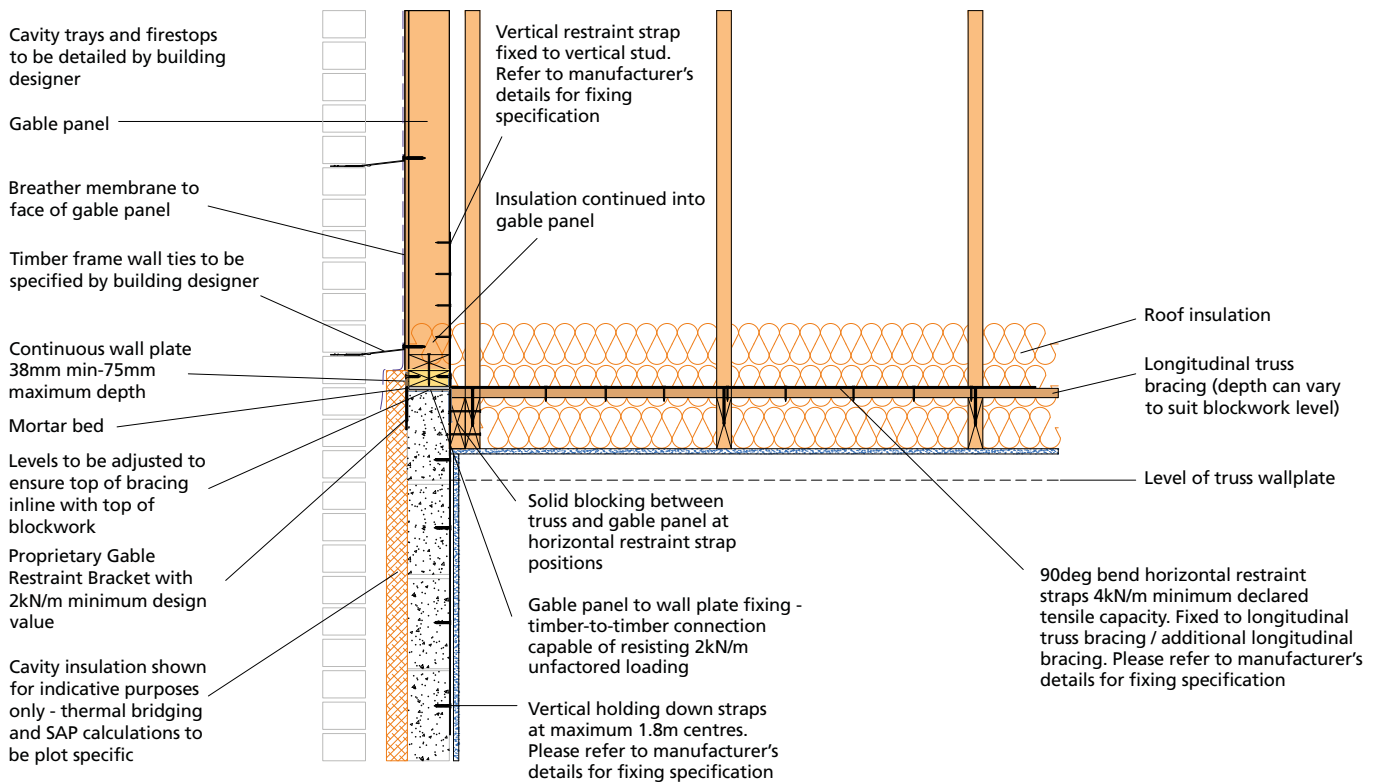 Cavity trays and firestops
to be detailed by building
designer
Gable panel
Breather membrane to
face of gable panel
Timber frame wall ties to be
specified by building designer
Continuous wall plate
38mm min-75mm
maximum depth
Mortar bed
Levels to be adjusted to
ensure top of bracing
inline with top of
blockwork
Proprietary Gable
Restraint Bracket with
2kN/m minimum design
value
Cavity insulation shown
for indicative purposes
only - thermal bridging
and SAP calculations to
be plot specific
Vertical restraint strap
fixed to vertical stud.
Refer to manufacturer's
details for fixing
specification
Insulation continued into
gable panel
Solid blocking between
truss and gable panel at
horizontal restraint strap
positions
Gable panel to wall plate fixing -
timber-to-timber connection
capable of resisting 2kN/m
unfactored loading
Vertical holding down straps
at maximum 1.8m centres.
Please refer to manufacturer's
details for fixing specification
Roof insulation
Longitudinal truss
bracing (depth can vary
to suit blockwork level)
Level of truss wallplate
90deg bend horizontal restraint
straps 4kN/m minimum declared
tensile capacity. Fixed to longitudinal
truss bracing / additional longitudinal
bracing. Please refer to manufacturer's
details for fixing specification